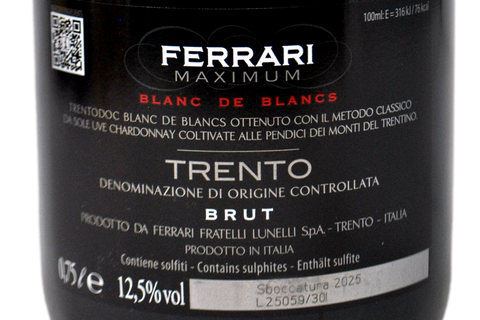 100ml: E = 316 kJ / 76 kcal
FERRARI
MAXIMUM
BLANC DE BLANCS
TRENTODOC BLANC DE BLANCS OTTENUTO CON IL METODO CLASSICO
DA SOLE UVE CHARDONNAY COLTIVATE ALLE PENDICI DEI MONTI DEL TRENTINO.
TRENTO
DENOMINAZIONE DI ORIGINE CONTROLLATA
BRUT
PRODOTTO DA FERRARI FRATELLI LUNELLI S.p.A. - TRENTO - ITALIA
PRODOTTO IN ITALIA
Contiene solfiti - Contains sulphites - Enthält sulfite
0,75 l e 12,5% vol
Sboccatura 2025
L25059/30